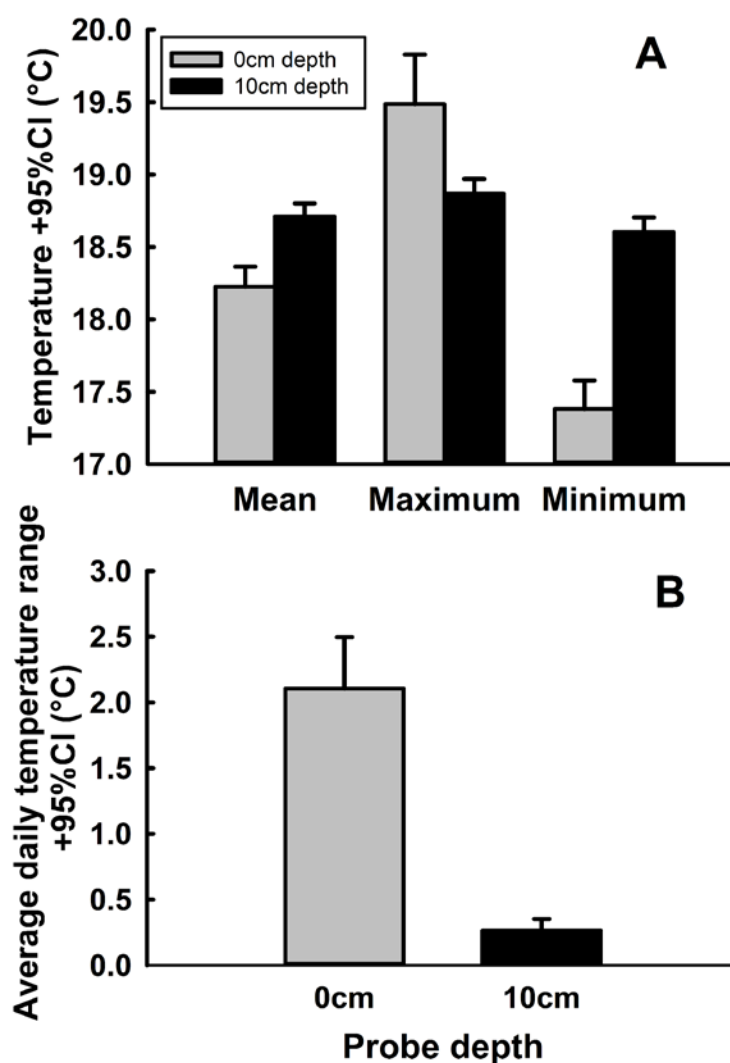 A
0cm depth
10cm depth
Temperature +95%CI (°C)
20.0
19.5
19.0
18.5
18.0
17.5
17.0
Mean Maximum Minimum
B
Average daily temperature range
+95%CI (°C)
3.0
2.5
2.0
1.5
1.0
0.5
0.0
0cm 10cm
Probe depth